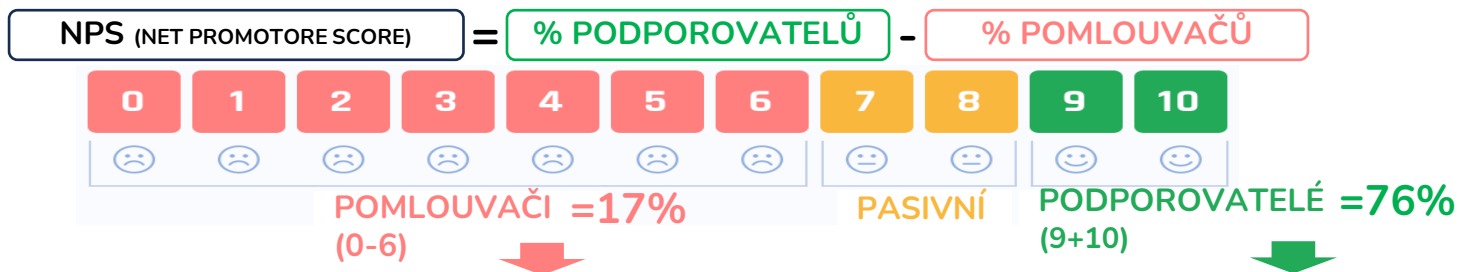 NPS (NET PROMOTORE SCORE) = % PODPOROVATELŮ - % POMLOUVAČŮ
0 1 2 3 4 5 6 7 8 9 10
POMLOUVAČI =17% PASIVNÍ PODPOROVATELÉ =76%
(0-6) (9+10)